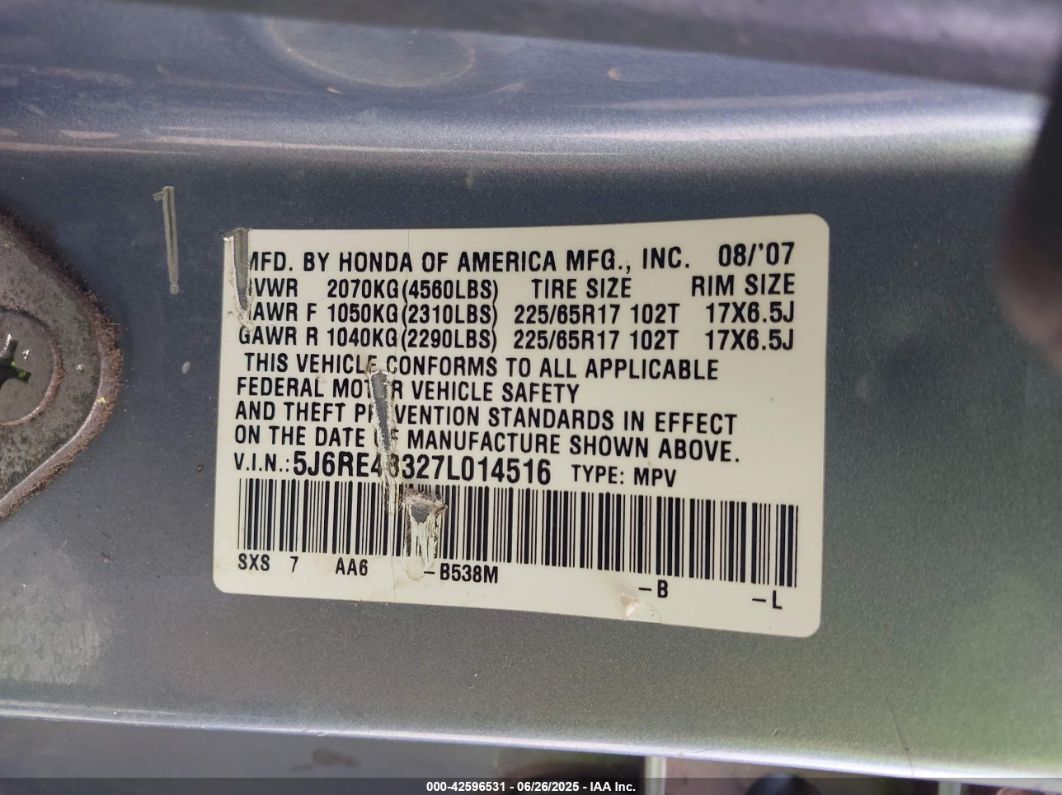 MFD. BY HONDA OF AMERICA MFG., INC. 08/'07
GVWR 2070KG(4560LBS) TIRE SIZE RIM SIZE
GAWR F 1050KG(2310LBS) 225/65R17 102T 17X6.5J
GAWR R 1040KG(2290LBS) 225/65R17 102T 17X6.5J
THIS VEHICLE CONFORMS TO ALL APPLICABLE
FEDERAL MOTOR VEHICLE SAFETY
AND THEFT PREVENTION STANDARDS IN EFFECT
ON THE DATE OF MANUFACTURE SHOWN ABOVE.
V.I.N.: TYPE: MPV
SXS 7 AA6 -B538M
-B
-L
000-42596531 - 06/26/2025 - IAA Inc.